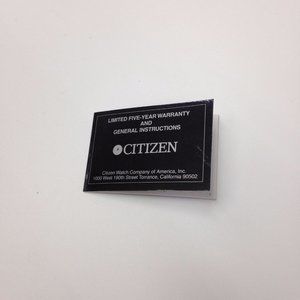 LIMITED FIVE-YEAR WARRANTY
AND
GENERAL INSTRUCTIONS
CITIZEN
Citizen Watch Company of America, Inc.
1000 West 190th Street Torrance, California 90502